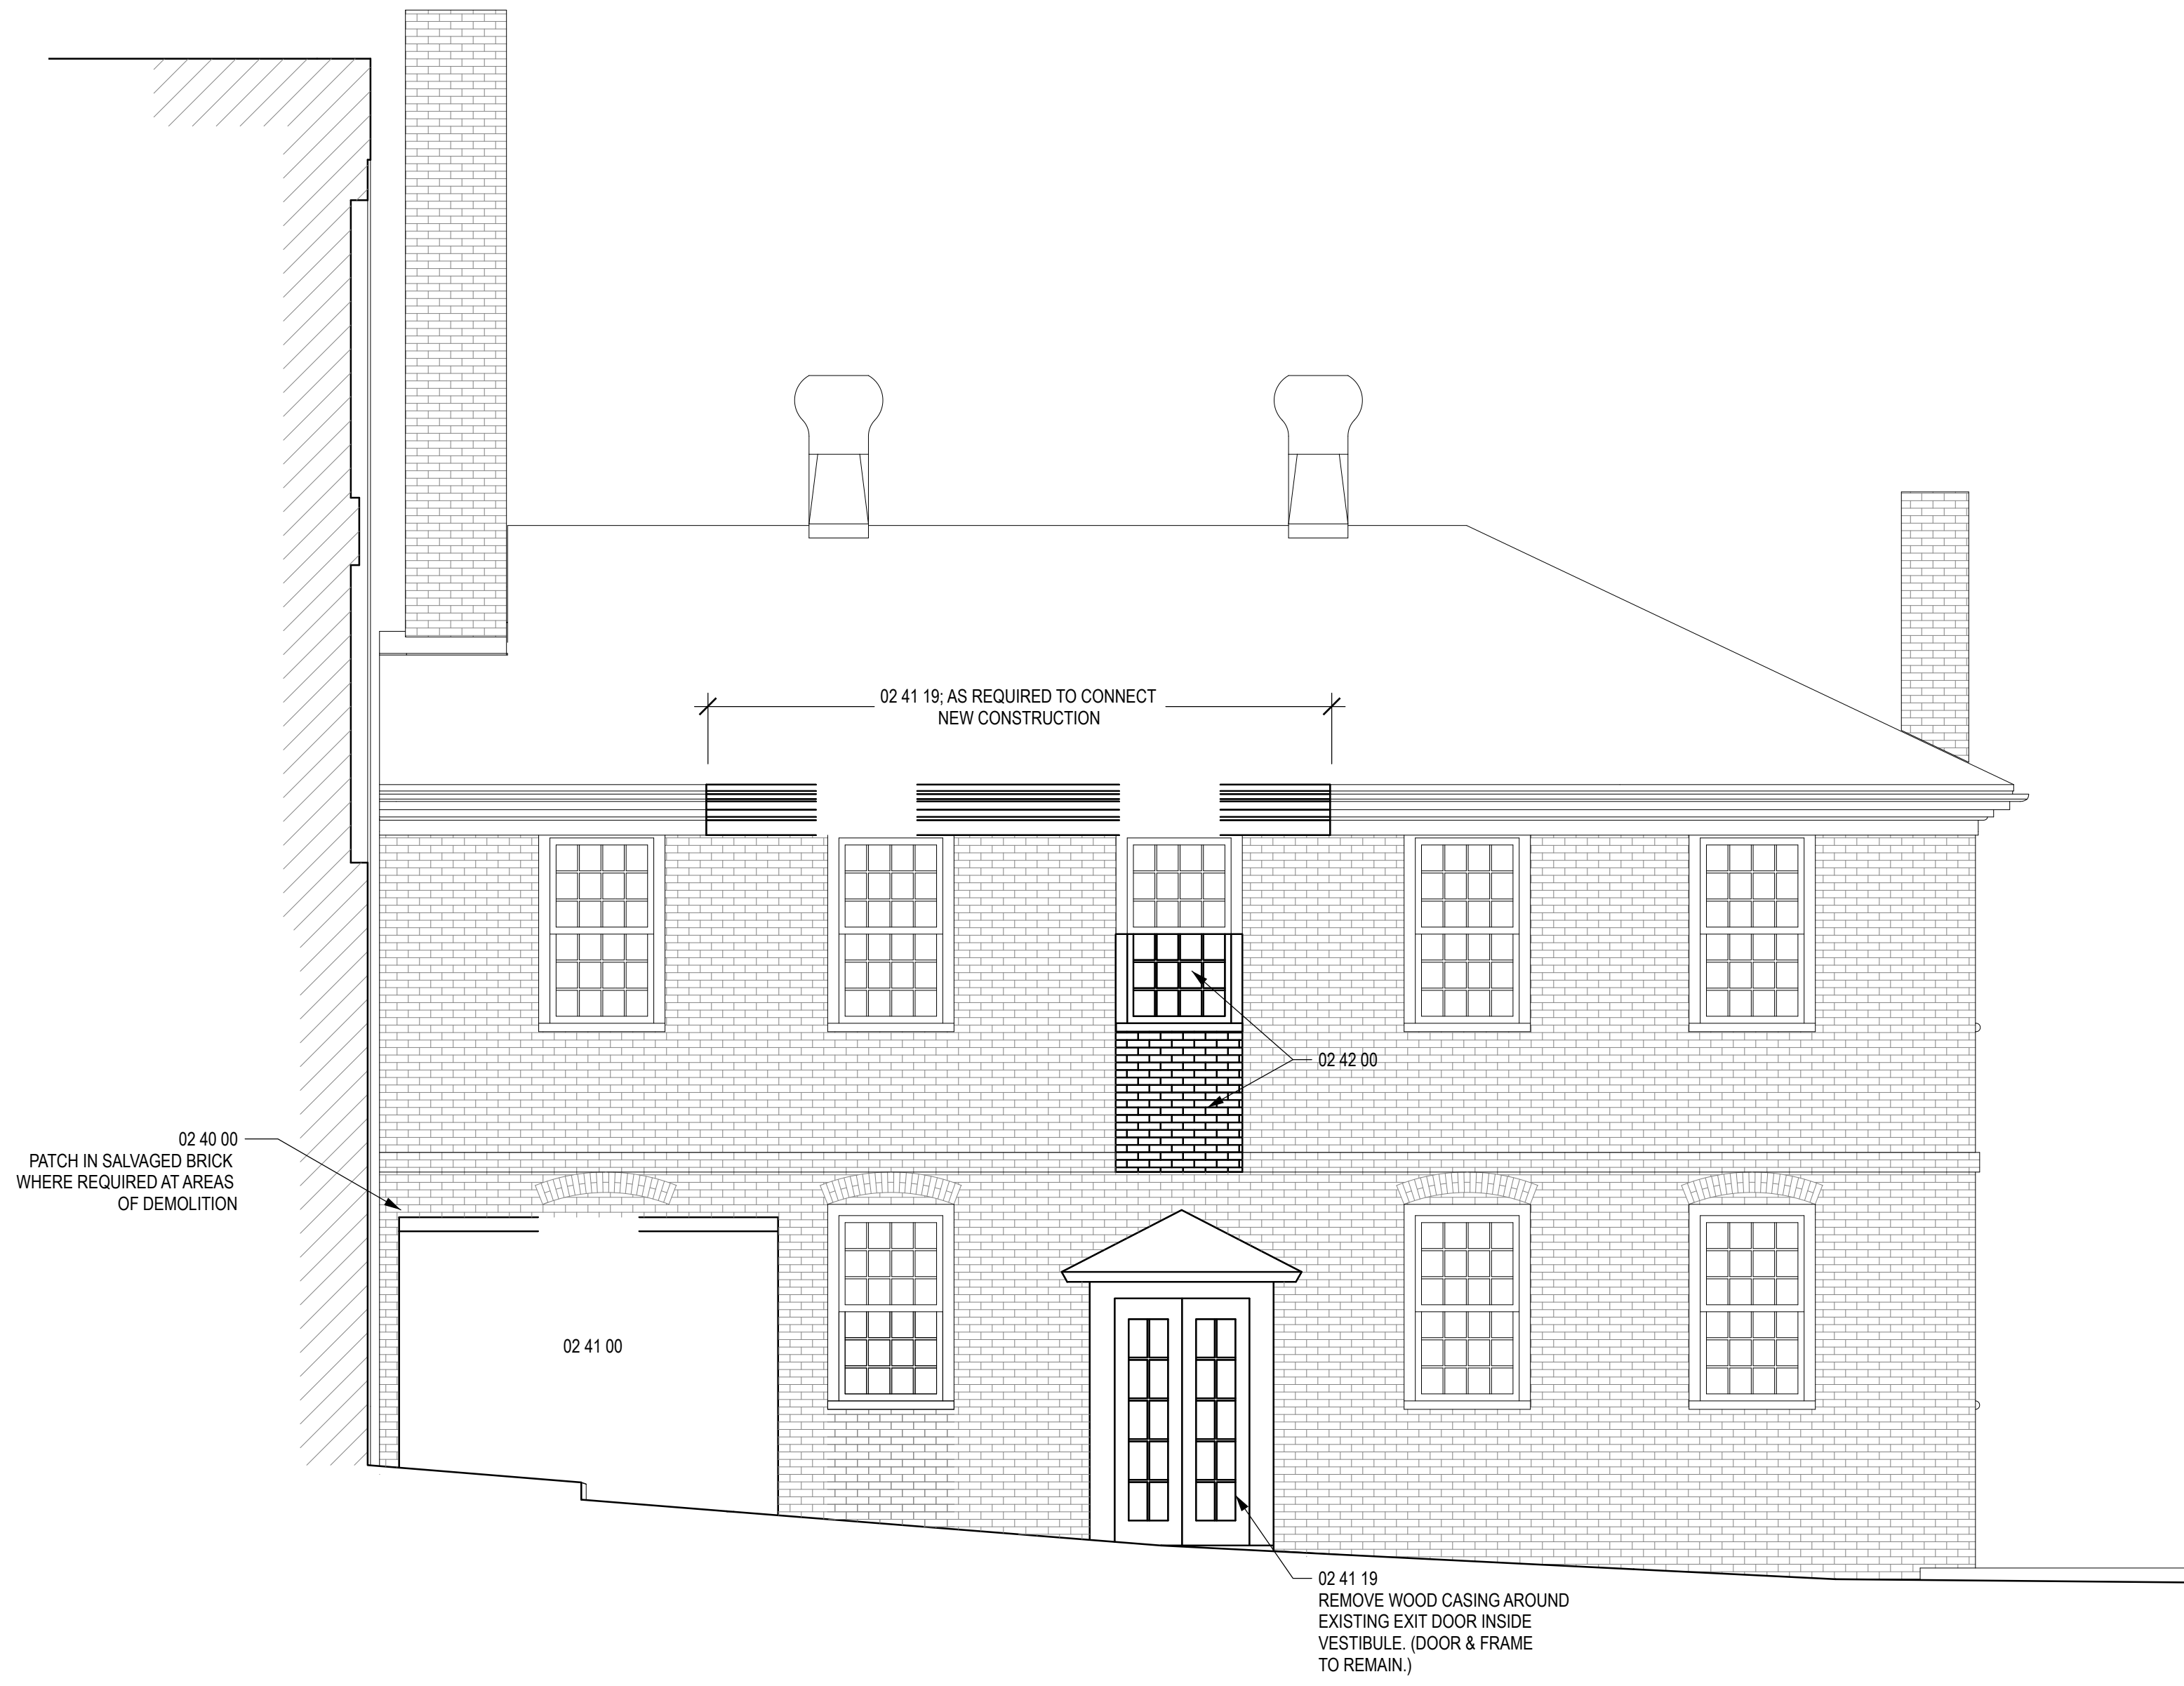 02 41 19; AS REQUIRED TO CONNECT
NEW CONSTRUCTION
02 42 00
02 40 00
PATCH IN SALVAGED BRICK
WHERE REQUIRED AT AREAS
OF DEMOLITION
02 41 00
02 41 19
REMOVE WOOD CASING AROUND
EXISTING EXIT DOOR INSIDE
VESTIBULE. (DOOR & FRAME
TO REMAIN.)